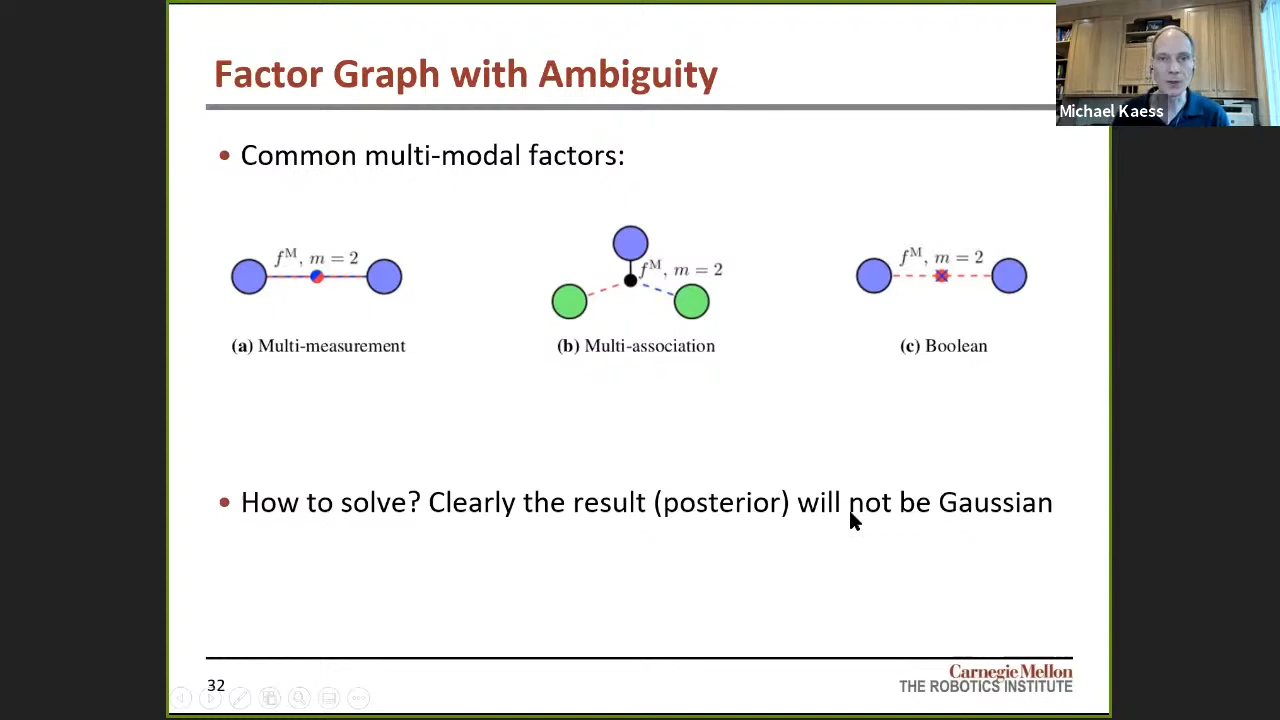 Factor Graph with Ambiguity
Michael Kaess
• Common multi-modal factors:
f^M, m = 2
f^M, m = 2
f^M, m = 2
(a) Multi-measurement
(b) Multi-association
(c) Boolean
• How to solve? Clearly the result (posterior) will not be Gaussian
32
Carnegie Mellon
THE ROBOTICS INSTITUTE